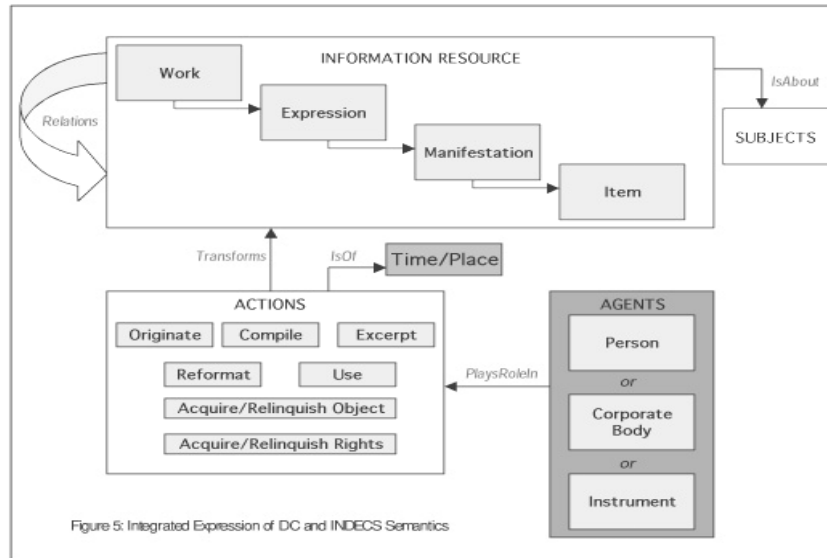 INFORMATION RESOURCE
Work
Expression
Manifestation
Item
Relations
IsAbout
SUBJECTS
Transforms
IsOf
Time/Place
ACTIONS
Originate
Compile
Excerpt
Reformat
Use
Acquire/Relinquish Object
Acquire/Relinquish Rights
PlaysRoleIn
AGENTS
Person
or
Corporate
Body
or
Instrument
Figure 5: Integrated Expression of DC and INDECS Semantics